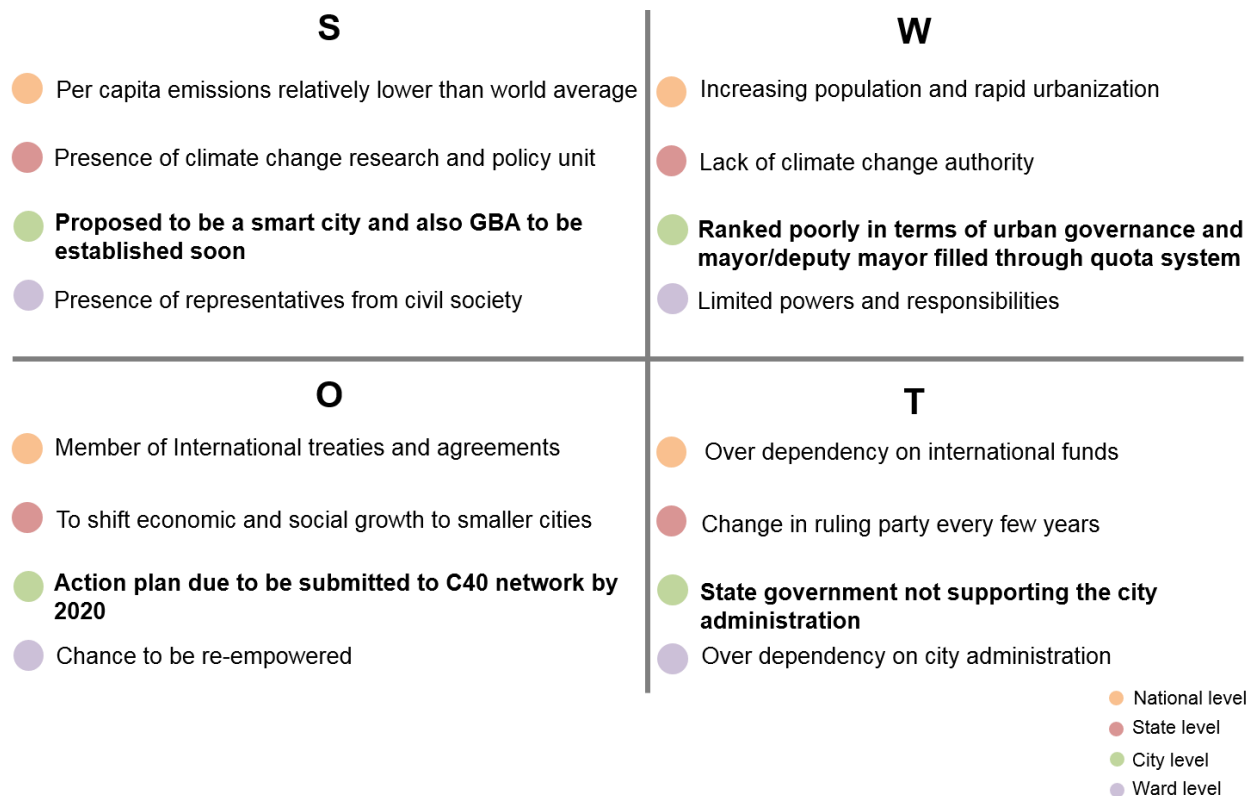 S
Per capita emissions relatively lower than world average
Presence of climate change research and policy unit
Proposed to be a smart city and also GBA to be
established soon
Presence of representatives from civil society
W
Increasing population and rapid urbanization
Lack of climate change authority
Ranked poorly in terms of urban governance and
mayor/deputy mayor filled through quota system
Limited powers and responsibilities
O
Member of International treaties and agreements
To shift economic and social growth to smaller cities
Action plan due to be submitted to C40 network by
2020
Chance to be re-empowered
T
Over dependency on international funds
Change in ruling party every few years
State government not supporting the city
administration
Over dependency on city administration
National level
State level
City level
Ward level